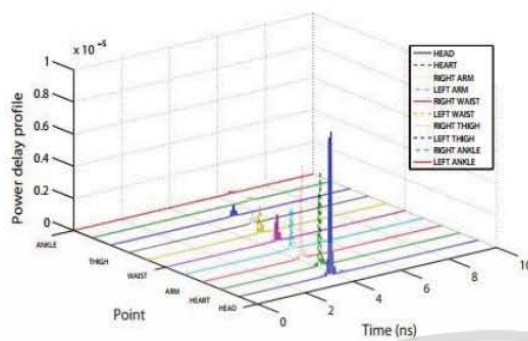 x 10⁻⁵
1
0.8
0.6
0.4
0.2
0
Power delay profile
ANKLE
THIGH
WAIST
ARM
HEART
HEAD
Point
0
2
4
6
8
10
Time (ns)
HEAD
HEART
RIGHT ARM
LEFT ARM
RIGHT WAIST
LEFT WAIST
RIGHT THIGH
LEFT THIGH
RIGHT ANKLE
LEFT ANKLE